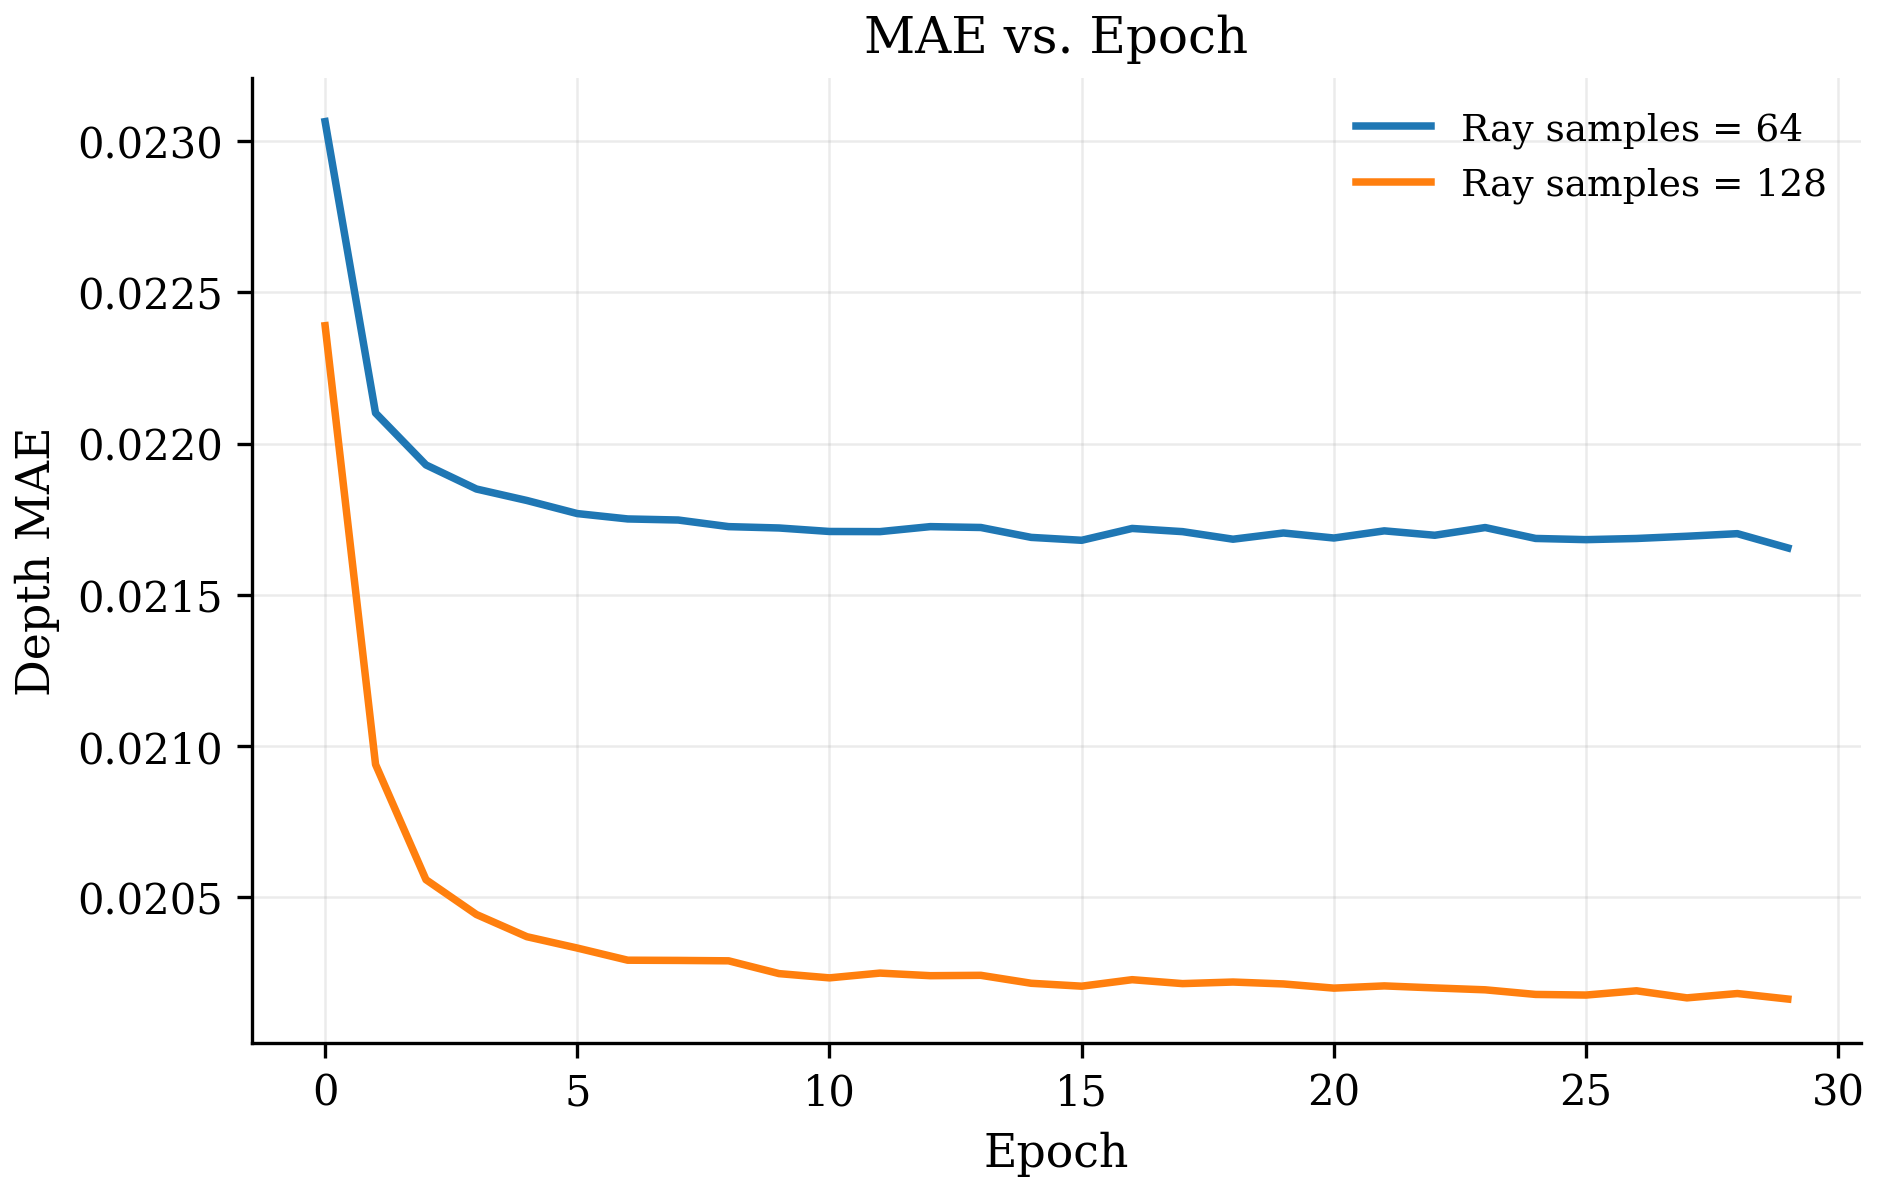 MAE vs. Epoch
Ray samples = 64
Ray samples = 128
Depth MAE
0.0230
0.0225
0.0220
0.0215
0.0210
0.0205
0 5 10 15 20 25 30
Epoch